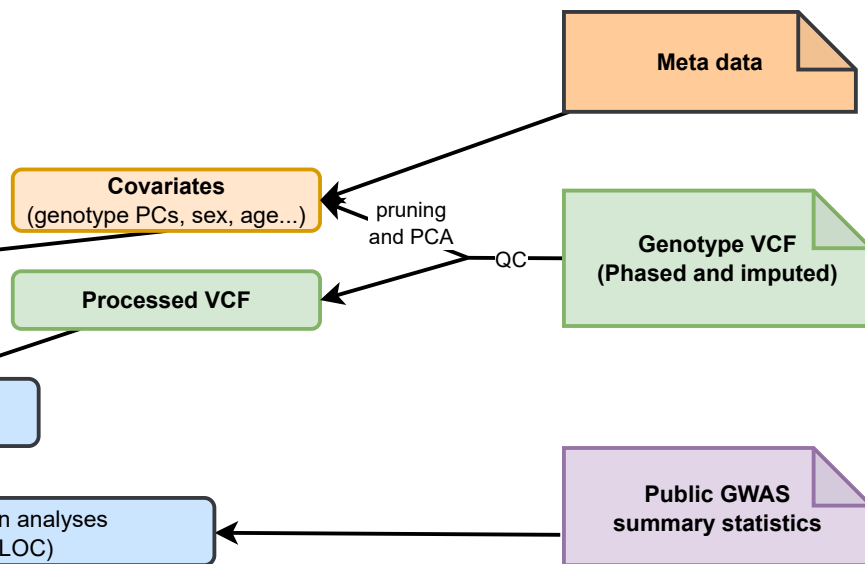 Meta data
Covariates
(genotype PCs, sex, age...)
pruning
and PCA
QC
Genotype VCF
(Phased and imputed)
Processed VCF
Public GWAS
summary statistics
n analyses
LOC)